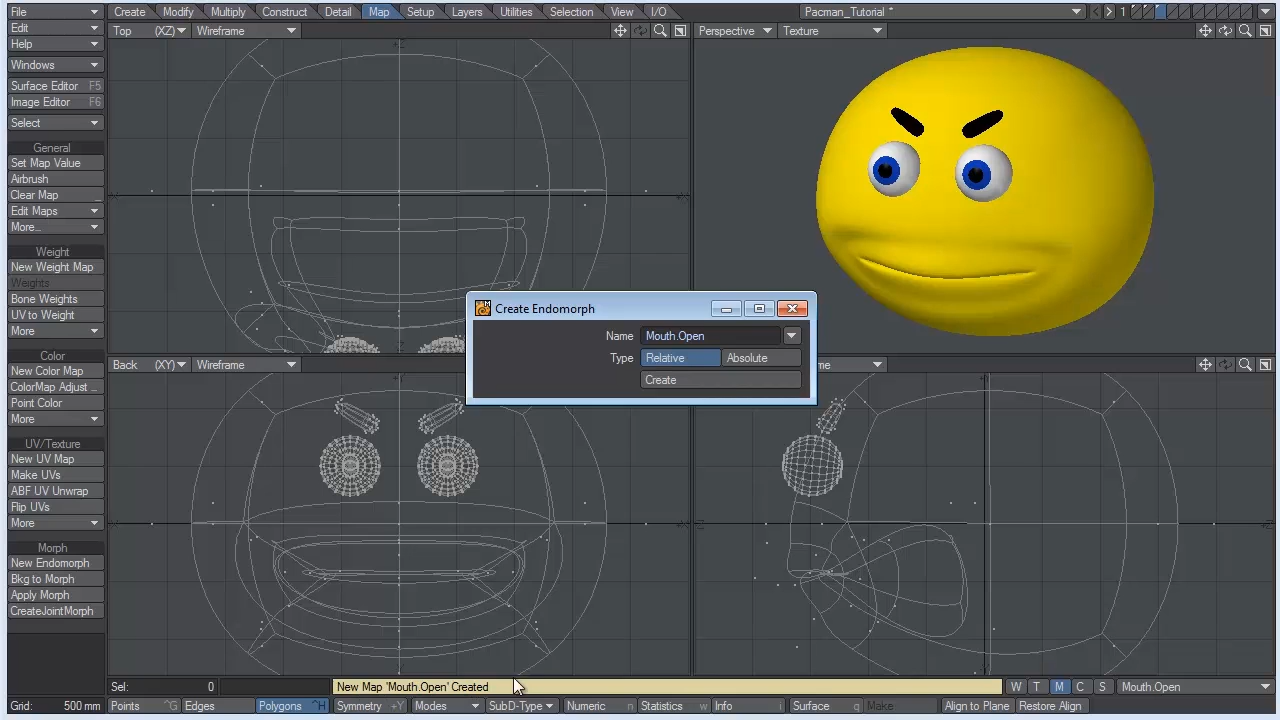 File Create Modify Multiply Construct Detail Map Setup Layers Utilities Selection View I/O Pacman_Tutorial * 1
Edit Top (XZ) Wireframe Perspective Texture
Help
Windows
Surface Editor F5
Image Editor F6
Select
General
Set Map Value
Airbrush
Clear Map _
Edit Maps
More...
Weight
New Weight Map
Weights
Bone Weights
UV to Weight
More
Color
New Color Map
ColorMap Adjust ...
Point Color
More
UV/Texture
New UV Map
Make UVs
ABF UV Unwrap
Flip UVs
More
Morph
New Endomorph
Bkg to Morph
Apply Morph
CreateJointMorph
Create Endomorph
Name Mouth.Open
Type Relative Absolute
Create
Back (XY) Wireframe me
Sel: 0 New Map 'Mouth.Open' Created W T M C S Mouth.Open
Grid: 500 mm Points ^G Edges Polygons ^H Symmetry +Y Modes SubD-Type Numeric n Statistics w Info i Surface q Make Align to Plane Restore Align